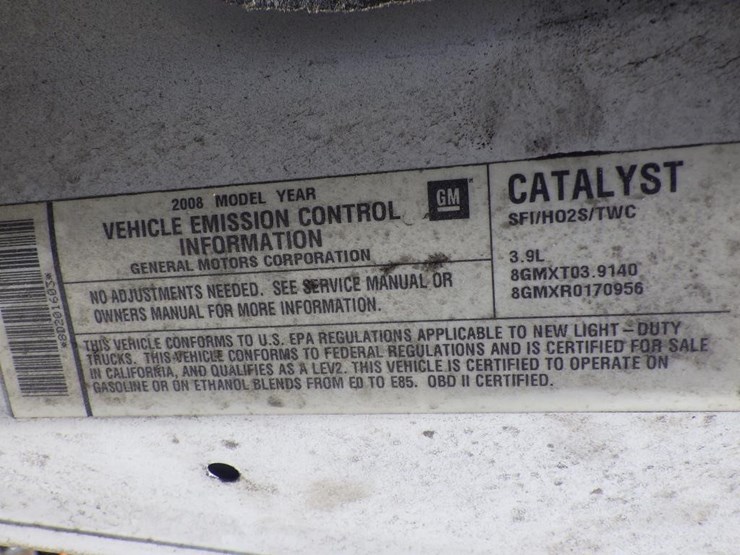 *8D201603*
2008 MODEL YEAR
VEHICLE EMISSION CONTROL
INFORMATION
GENERAL MOTORS CORPORATION
GM
CATALYST
SFI/HO2S/TWC
3.9L
8GMXT03.9140
8GMXR0170956
NO ADJUSTMENTS NEEDED. SEE SERVICE MANUAL OR
OWNERS MANUAL FOR MORE INFORMATION.
THIS VEHICLE CONFORMS TO U.S. EPA REGULATIONS APPLICABLE TO NEW LIGHT-DUTY
TRUCKS. THIS VEHICLE CONFORMS TO FEDERAL REGULATIONS AND IS CERTIFIED FOR SALE
IN CALIFORNIA, AND QUALIFIES AS A LEV2. THIS VEHICLE IS CERTIFIED TO OPERATE ON
GASOLINE OR ON ETHANOL BLENDS FROM E0 TO E85. OBD II CERTIFIED.